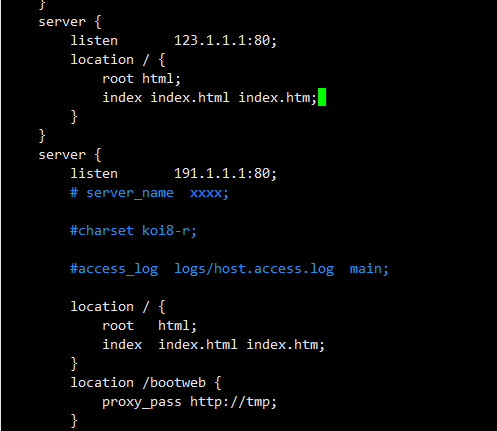 }
server {
listen 123.1.1.1:80;
location / {
root html;
index index.html index.htm;
}
}
server {
listen 191.1.1.1:80;
# server_name xxxx;
#charset koi8-r;
#access_log logs/host.access.log main;
location / {
root html;
index index.html index.htm;
}
location /bootweb {
proxy_pass http://tmp;
}